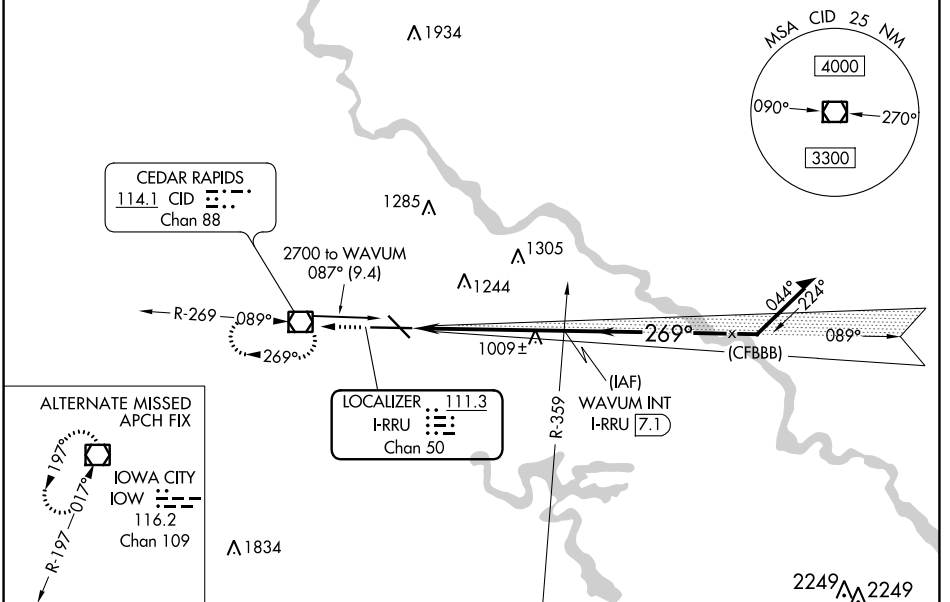 1934
MSA CID 25 NM
4000
090°
270°
3300
CEDAR RAPIDS
114.1 CID
Chan 88
1285
2700 to WAVUM
087° (9.4)
1305
1244
044°
224°
R-269
089°
269°
1009±
269°
x
089°
(CFBBB)
(IAF)
WAVUM INT
I-RRU 7.1
R-359
LOCALIZER 111.3
I-RRU
Chan 50
ALTERNATE MISSED
APCH FIX
197°
017°
R-197
IOWA CITY
IOW
116.2
Chan 109
1834
2249
2249